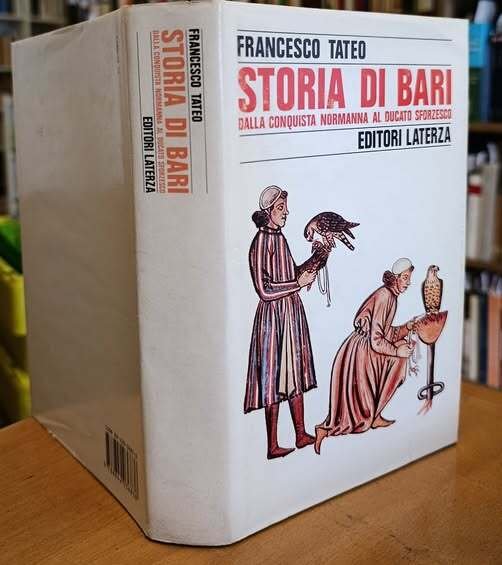 FRANCESCO TATEO
STORIA DI BARI
DALLA CONQUISTA NORMANNA AL DUCATO SFORZESCO
EDITORI LATERZA
FRANCESCO TATEO
STORIA DI BARI
DALLA CONQUISTA NORMANNA AL DUCATO SFORZESCO
EDITORI LATERZA